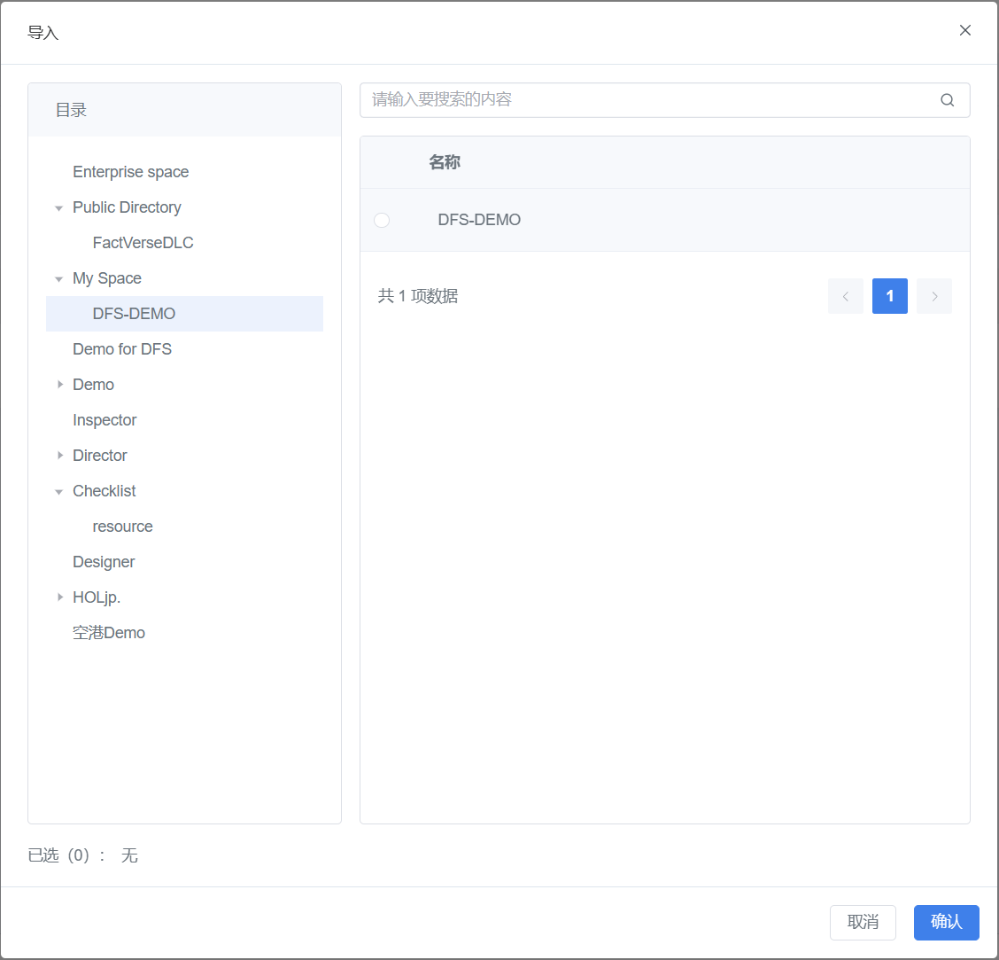 导入
目录
Enterprise space
Public Directory
FactVerseDLC
My Space
DFS-DEMO
Demo for DFS
Demo
Inspector
Director
Checklist
resource
Designer
HOLjp.
空港Demo
请输入要搜索的内容
名称
DFS-DEMO
共 1 项数据
1
已选（0）： 无
取消
确认